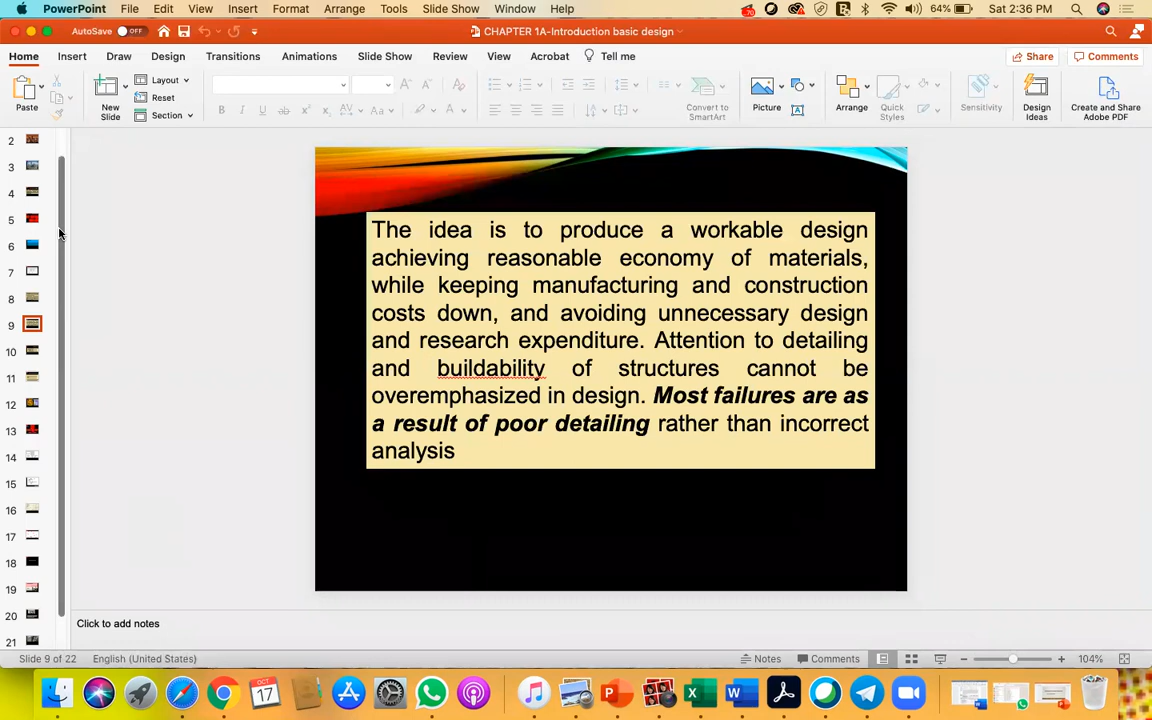 PowerPoint File Edit View Insert Format Arrange Tools Slide Show Window Help 64% Sat 2:36 PM
AutoSave OFF CHAPTER 1A-Introduction basic design
Home Insert Draw Design Transitions Animations Slide Show Review View Acrobat Tell me Share Comments
Paste New Slide Layout Reset Section Convert to SmartArt Picture Arrange Quick Styles Sensitivity Design Ideas Create and Share Adobe PDF
2
3
4
5
6
7
8
9
10
11
12
13
14
15
16
17
18
19
20
21
The idea is to produce a workable design
achieving reasonable economy of materials,
while keeping manufacturing and construction
costs down, and avoiding unnecessary design
and research expenditure. Attention to detailing
and buildability of structures cannot be
overemphasized in design. Most failures are as
a result of poor detailing rather than incorrect
analysis
Click to add notes
Slide 9 of 22 English (United States) Notes Comments 104%
OCT
17